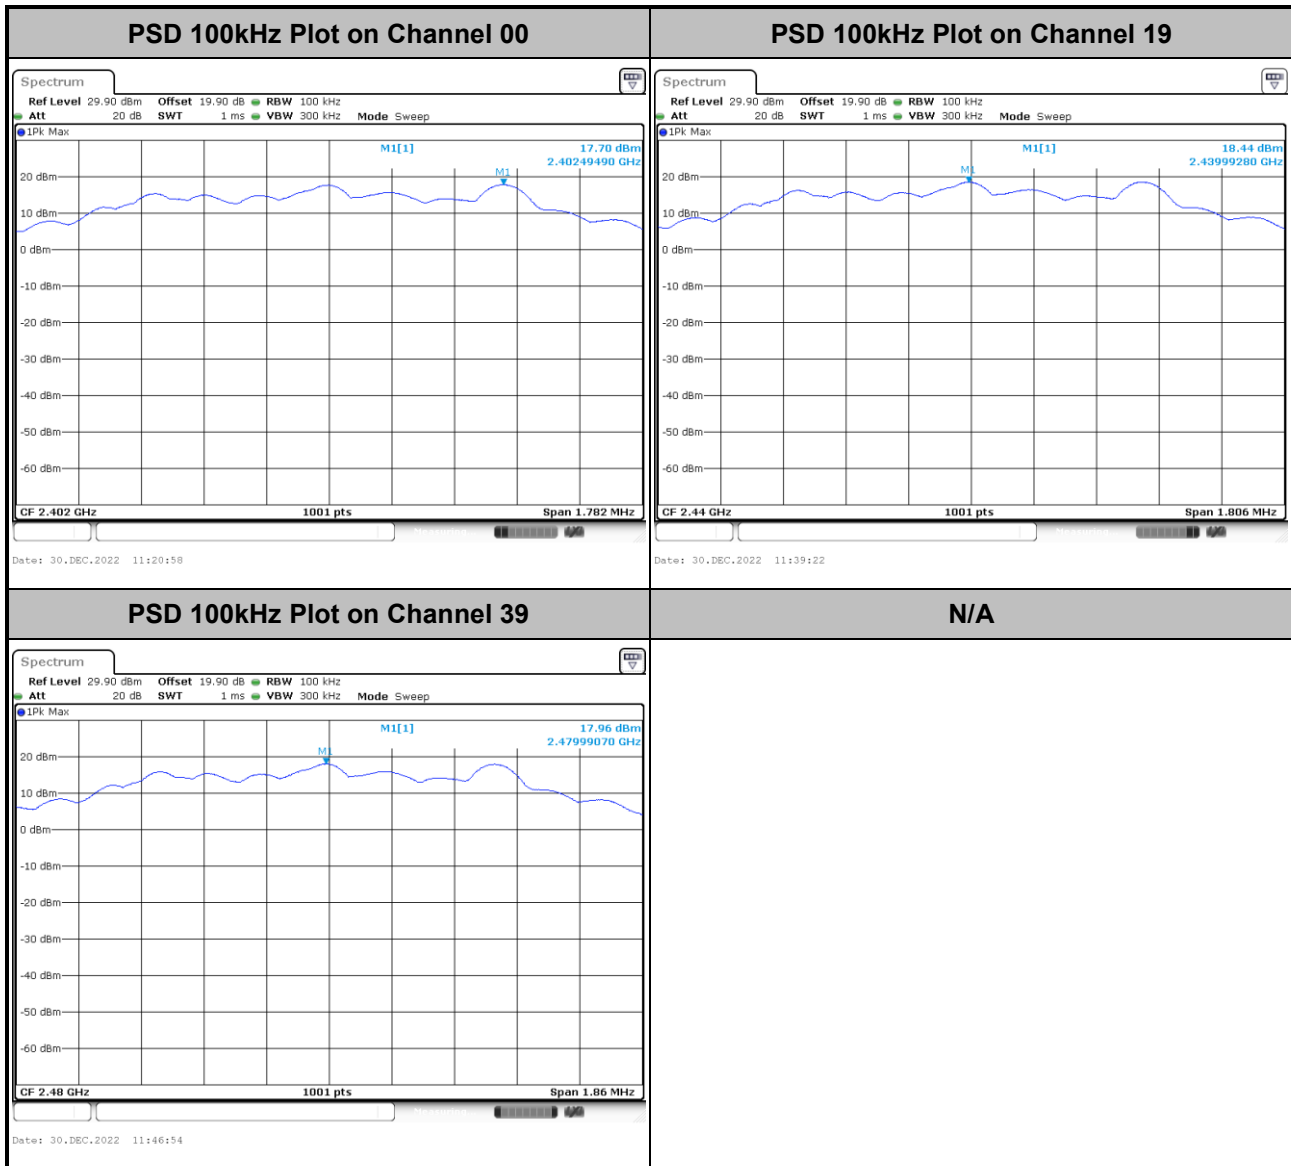 PSD 100kHz Plot on Channel 00
Spectrum
Ref Level 29.90 dBm Offset 19.90 dB RBW 100 kHz
Att 20 dB SWT 1 ms VBW 300 kHz Mode Sweep
1Pk Max
M1[1] 17.70 dBm
2.40249490 GHz
M1
20 dBm
10 dBm
0 dBm
-10 dBm
-20 dBm
-30 dBm
-40 dBm
-50 dBm
-60 dBm
CF 2.402 GHz 1001 pts Span 1.782 MHz
Measuring
Date: 30.DEC.2022 11:20:58
PSD 100kHz Plot on Channel 19
Spectrum
Ref Level 29.90 dBm Offset 19.90 dB RBW 100 kHz
Att 20 dB SWT 1 ms VBW 300 kHz Mode Sweep
1Pk Max
M1[1] 18.44 dBm
2.43999280 GHz
M1
20 dBm
10 dBm
0 dBm
-10 dBm
-20 dBm
-30 dBm
-40 dBm
-50 dBm
-60 dBm
CF 2.44 GHz 1001 pts Span 1.806 MHz
Measuring
Date: 30.DEC.2022 11:39:22
PSD 100kHz Plot on Channel 39
Spectrum
Ref Level 29.90 dBm Offset 19.90 dB RBW 100 kHz
Att 20 dB SWT 1 ms VBW 300 kHz Mode Sweep
1Pk Max
M1[1] 17.96 dBm
2.47999070 GHz
M1
20 dBm
10 dBm
0 dBm
-10 dBm
-20 dBm
-30 dBm
-40 dBm
-50 dBm
-60 dBm
CF 2.48 GHz 1001 pts Span 1.86 MHz
Measuring
Date: 30.DEC.2022 11:46:54
N/A